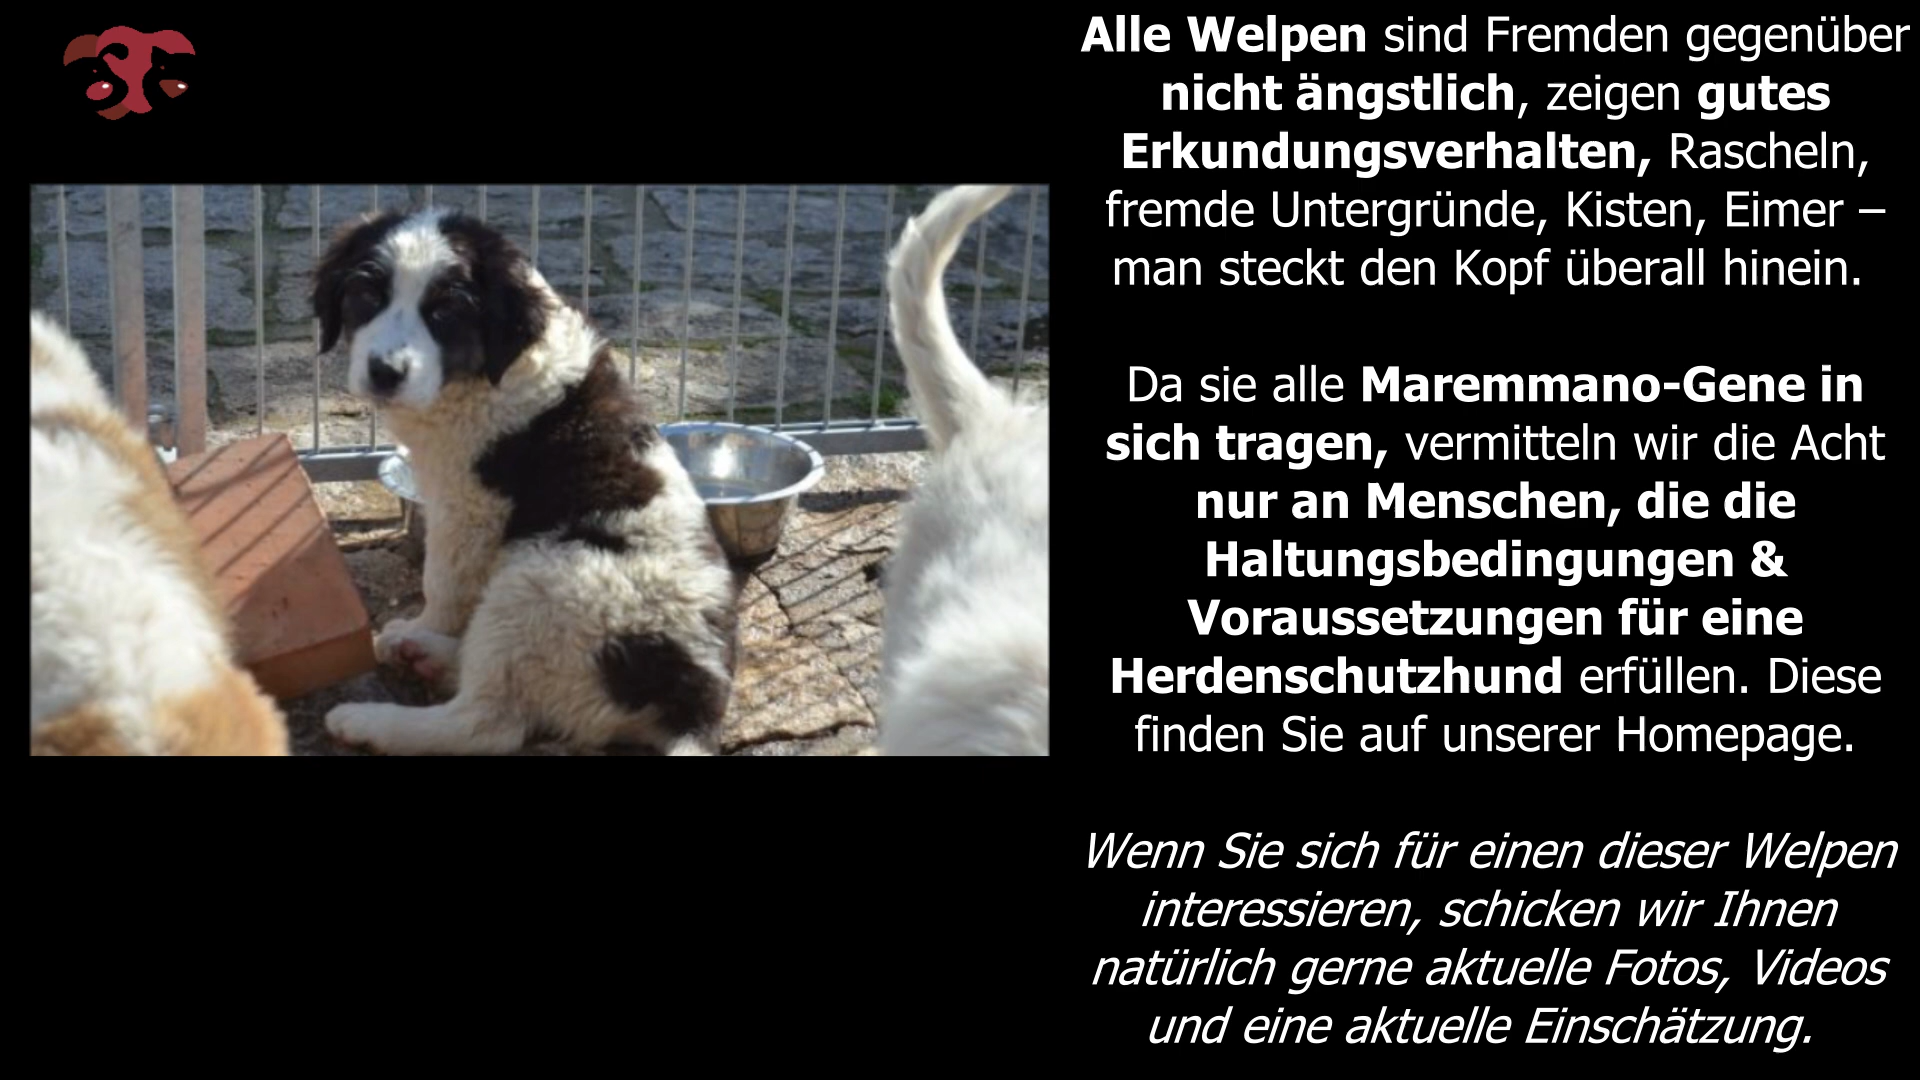 Alle Welpen sind Fremden gegenüber
nicht ängstlich, zeigen gutes
Erkundungsverhalten, Rascheln,
fremde Untergründe, Kisten, Eimer –
man steckt den Kopf überall hinein.
Da sie alle Maremmano-Gene in
sich tragen, vermitteln wir die Acht
nur an Menschen, die die
Haltungsbedingungen &
Voraussetzungen für eine
Herdenschutzhund erfüllen. Diese
finden Sie auf unserer Homepage.
Wenn Sie sich für einen dieser Welpen
interessieren, schicken wir Ihnen
natürlich gerne aktuelle Fotos, Videos
und eine aktuelle Einschätzung.